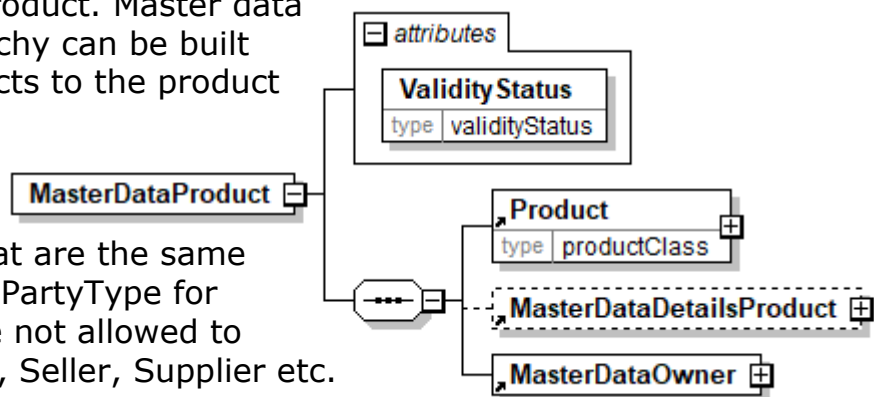 roduct. Master data
chy can be built
cts to the product
attributes
ValidityStatus
type validityStatus
MasterDataProduct
Product
type productClass
at are the same
PartyType for
not allowed to
, Seller, Supplier etc.
MasterDataDetailsProduct
MasterDataOwner